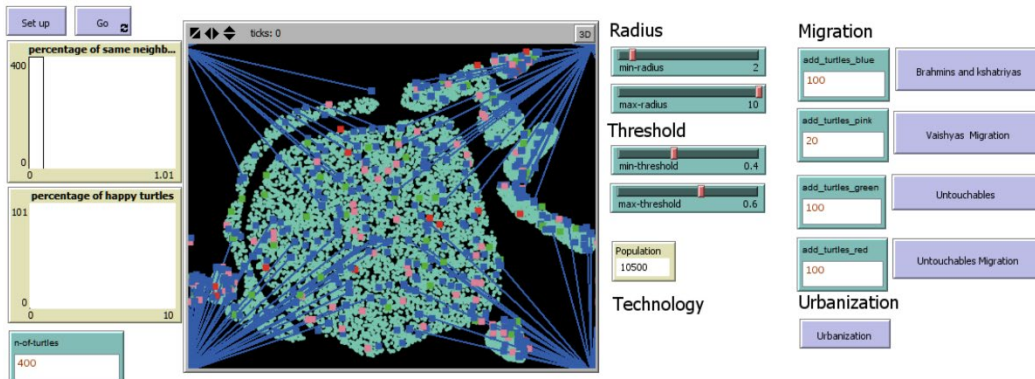 Set up
Go
percentage of same neighb...
400
0
0
1.01
percentage of happy turtles
101
0
0
10
n-of-turtles
400
ticks: 0
3D
Radius
min-radius 2
max-radius 10
Threshold
min-threshold 0.4
max-threshold 0.6
Population
10500
Technology
Migration
add_turtles_blue
100
Brahmins and kshatriyas
add_turtles_pink
20
Vaishyas Migration
add_turtles_green
100
Untouchables
add_turtles_red
100
Untouchables Migration
Urbanization
Urbanization